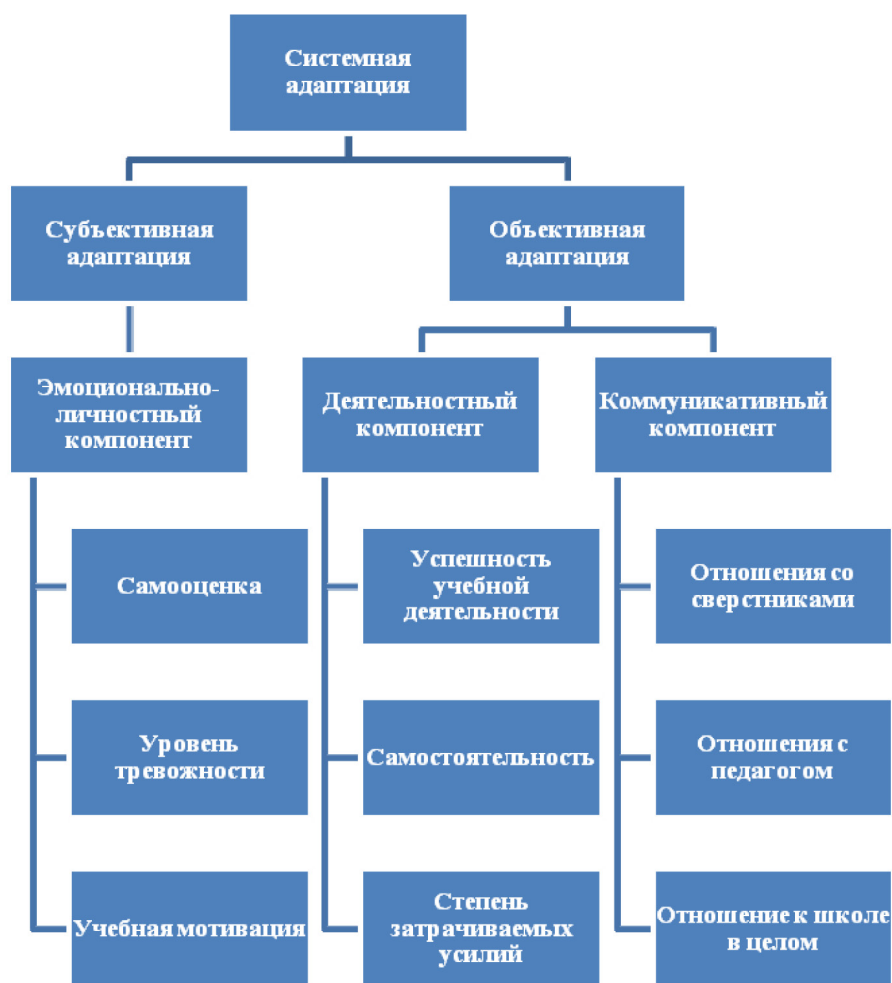 Системная
адаптация
Субъективная
адаптация
Объективная
адаптация
Эмоционально-
личностный
компонент
Деятельностный
компонент
Коммуникативный
компонент
Самооценка
Успешность
учебной
деятельности
Отношения со
сверстниками
Уровень
тревожности
Самостоятельность
Отношения с
педагогом
Учебная мотивация
Степень
затрачиваемых
усилий
Отношение к школе
в целом